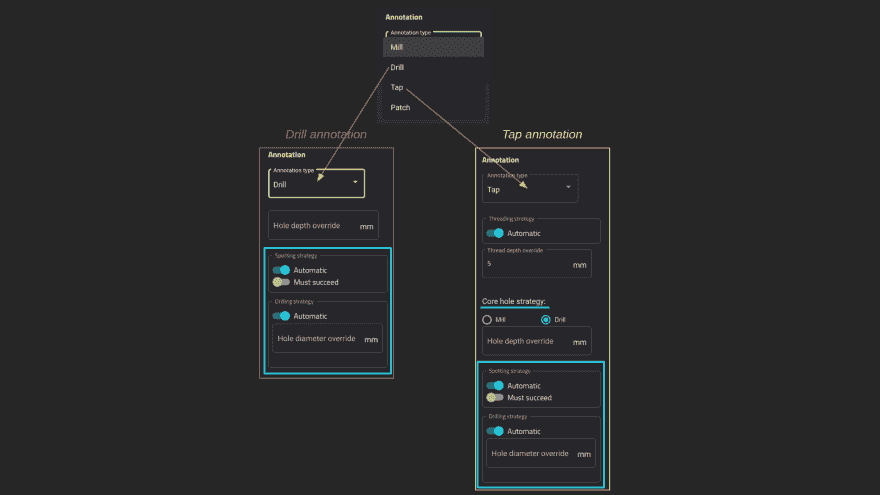 Annotation
Annotation type
Mill
Drill
Tap
Patch
Drill annotation
Annotation
Annotation type
Drill
Hole depth override mm
Spotting strategy
Automatic
Must succeed
Drilling strategy
Automatic
Hole diameter override mm
Tap annotation
Annotation
Annotation type
Tap
Threading strategy
Automatic
Thread depth override
5 mm
Core hole strategy:
Mill Drill
Hole depth override mm
Spotting strategy
Automatic
Must succeed
Drilling strategy
Automatic
Hole diameter override mm